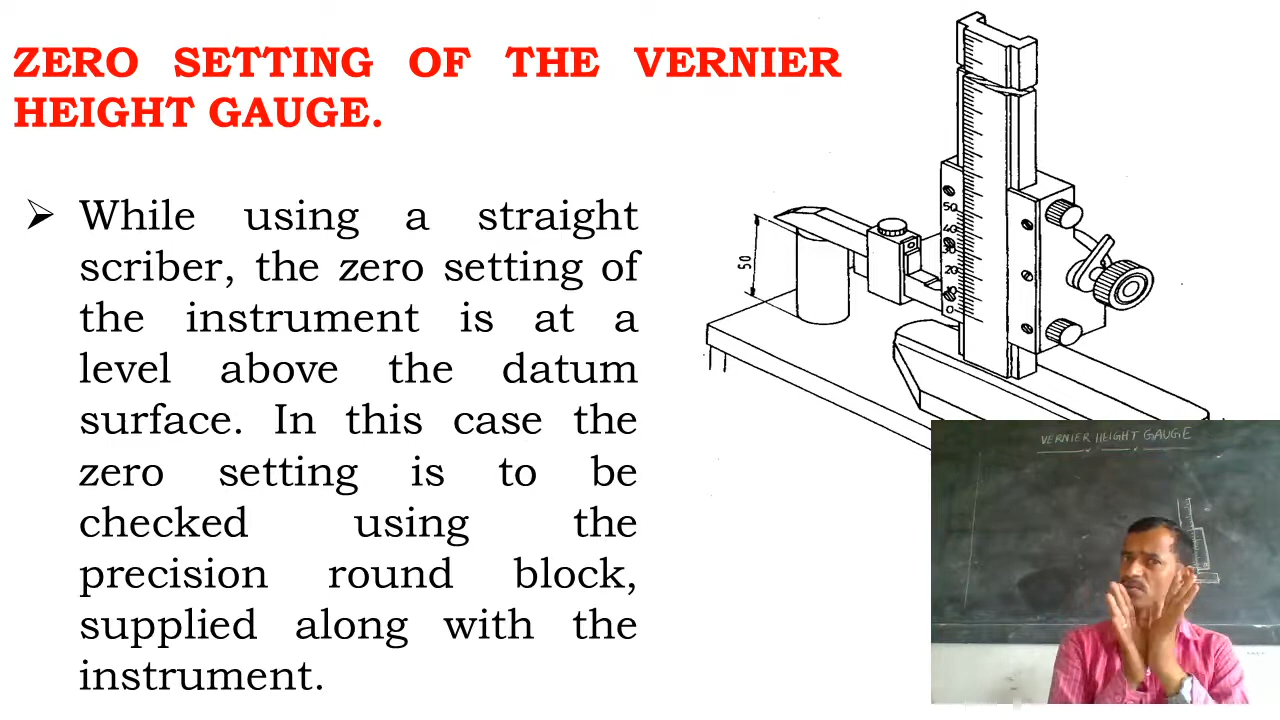 ZERO SETTING OF THE VERNIER
HEIGHT GAUGE.
➢ While using a straight
scriber, the zero setting of
the instrument is at a
level above the datum
surface. In this case the
zero setting is to be
checked using the
precision round block,
supplied along with the
instrument.
50
50
40
30
20
10
0
VERNIER HEIGHT GAUGE